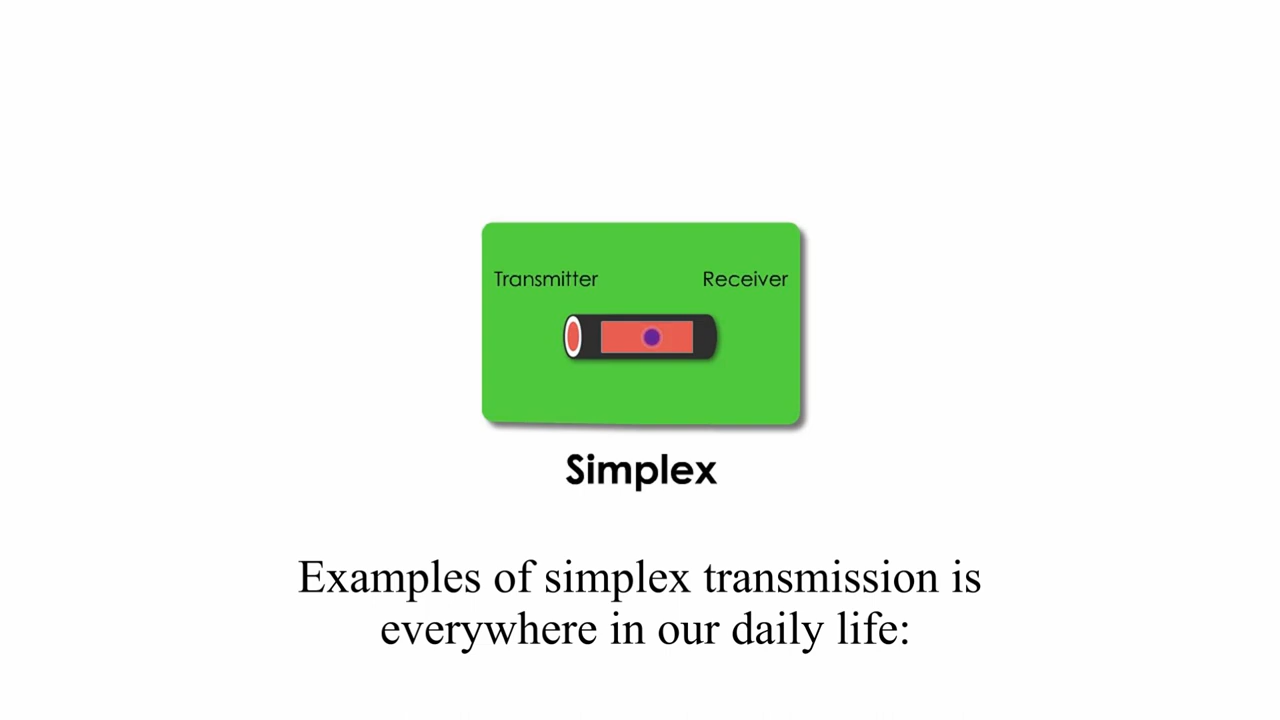 Transmitter Receiver
Simplex
Examples of simplex transmission is
everywhere in our daily life: